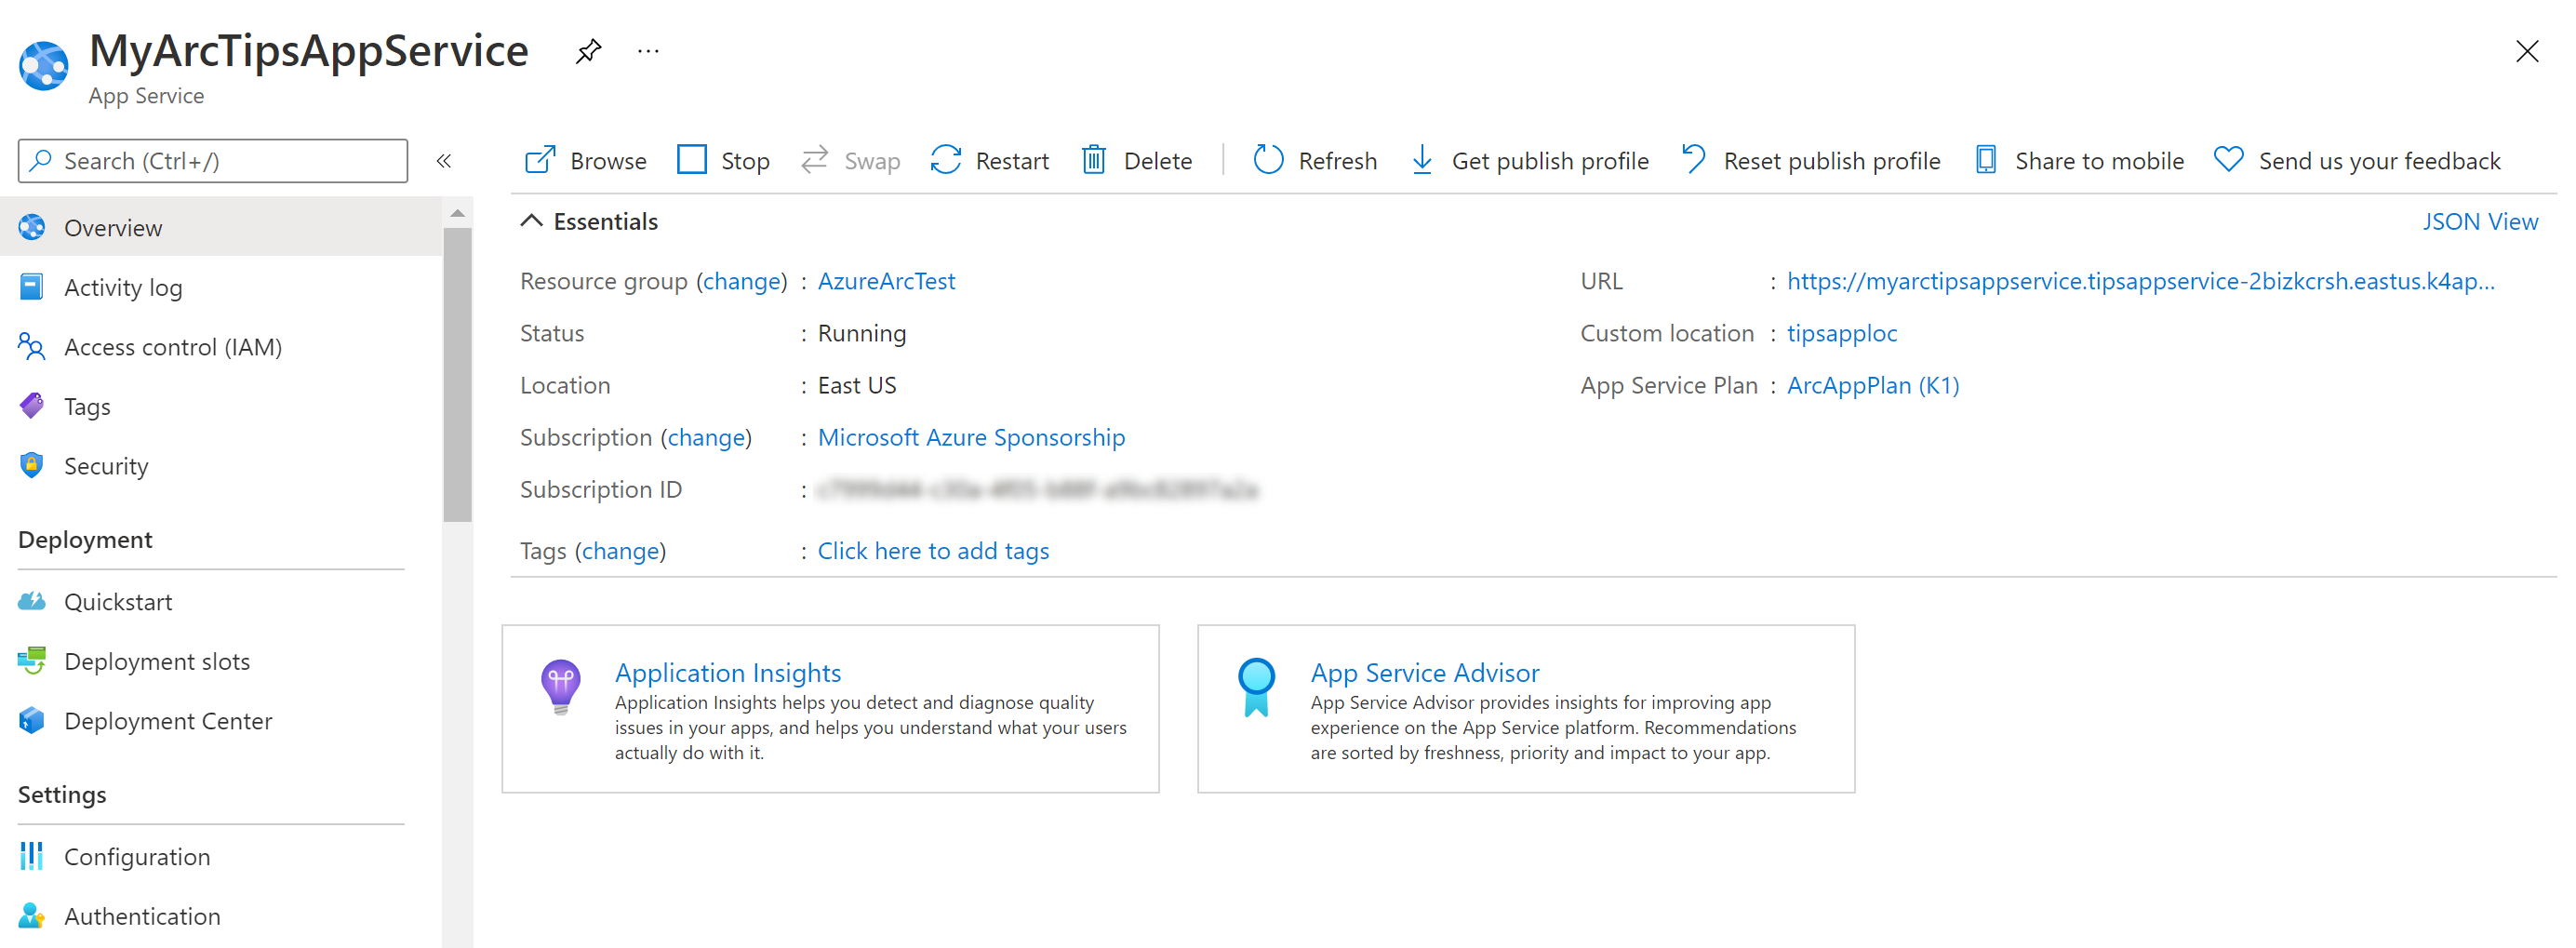 MyArcTipsAppService
App Service
Search (Ctrl+/)
Browse Stop Swap Restart Delete Refresh Get publish profile Reset publish profile Share to mobile Send us your feedback
Overview
Activity log
Access control (IAM)
Tags
Security
Deployment
Quickstart
Deployment slots
Deployment Center
Settings
Configuration
Authentication
Essentials
JSON View
Resource group (change) : AzureArcTest
Status : Running
Location : East US
Subscription (change) : Microsoft Azure Sponsorship
Subscription ID :
Tags (change) : Click here to add tags
URL : https://myarctipsappservice.tipsappservice-2bizkcrsh.eastus.k4ap...
Custom location : tipsapploc
App Service Plan : ArcAppPlan (K1)
Application Insights
Application Insights helps you detect and diagnose quality
issues in your apps, and helps you understand what your users
actually do with it.
App Service Advisor
App Service Advisor provides insights for improving app
experience on the App Service platform. Recommendations
are sorted by freshness, priority and impact to your app.